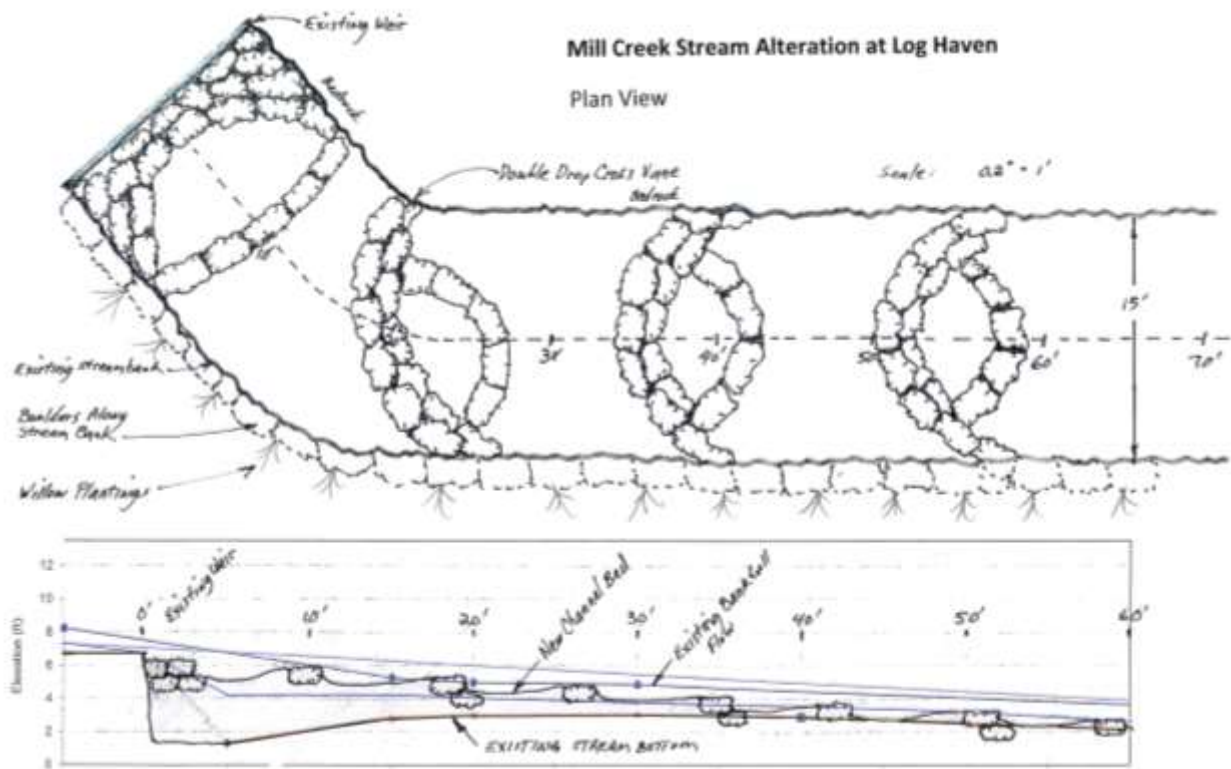 Existing Weir
Mill Creek Stream Alteration at Log Haven
Plan View
Bedrock
Double Drop Cross Vane
Bedrock
Scale: 0.2" = 1'
15'
30'
40'
50'
60'
70'
Existing streambank
Boulders Along
Stream Bank
Willow Plantings
12
10
8
6
4
2
0
Elevation (ft)
0'
Existing Weir
10'
20'
New Channel Bed
30'
Existing Bankfull
Flow
40'
50'
60'
EXISTING STREAM BOTTOM